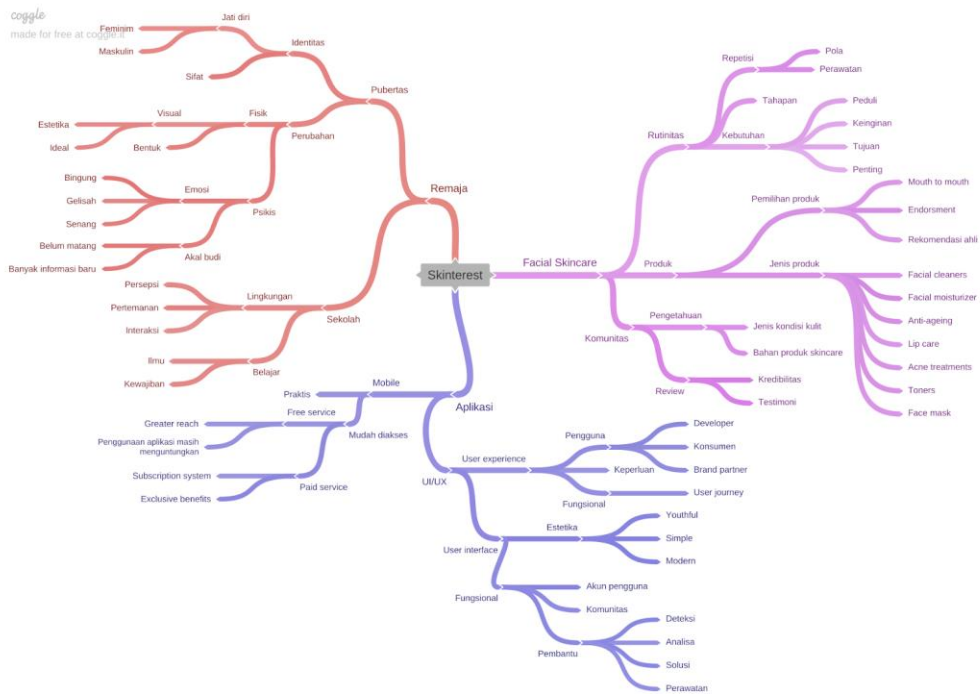 coggle
made for free at coggle.it
Skinterest
Remaja
Pubertas
Identitas
Jati diri
Feminim
Maskulin
Sifat
Perubahan
Fisik
Visual
Estetika
Ideal
Bentuk
Psikis
Emosi
Bingung
Gelisah
Senang
Akal budi
Belum matang
Banyak informasi baru
Sekolah
Lingkungan
Persepsi
Pertemanan
Interaksi
Belajar
Ilmu
Kewajiban
Facial Skincare
Rutinitas
Repetisi
Pola
Perawatan
Tahapan
Kebutuhan
Peduli
Keinginan
Tujuan
Penting
Produk
Pemilihan produk
Mouth to mouth
Endorsment
Rekomendasi ahli
Jenis produk
Facial cleaners
Facial moisturizer
Anti-ageing
Lip care
Acne treatments
Toners
Face mask
Komunitas
Pengetahuan
Jenis kondisi kulit
Bahan produk skincare
Review
Kredibilitas
Testimoni
Aplikasi
Mobile
Praktis
Mudah diakses
Free service
Greater reach
Penggunaan aplikasi masih
menguntungkan
Paid service
Subscription system
Exclusive benefits
UI/UX
User experience
Pengguna
Developer
Konsumen
Brand partner
Keperluan
Fungsional
User journey
User interface
Estetika
Youthful
Simple
Modern
Fungsional
Akun pengguna
Komunitas
Pembantu
Deteksi
Analisa
Solusi
Perawatan